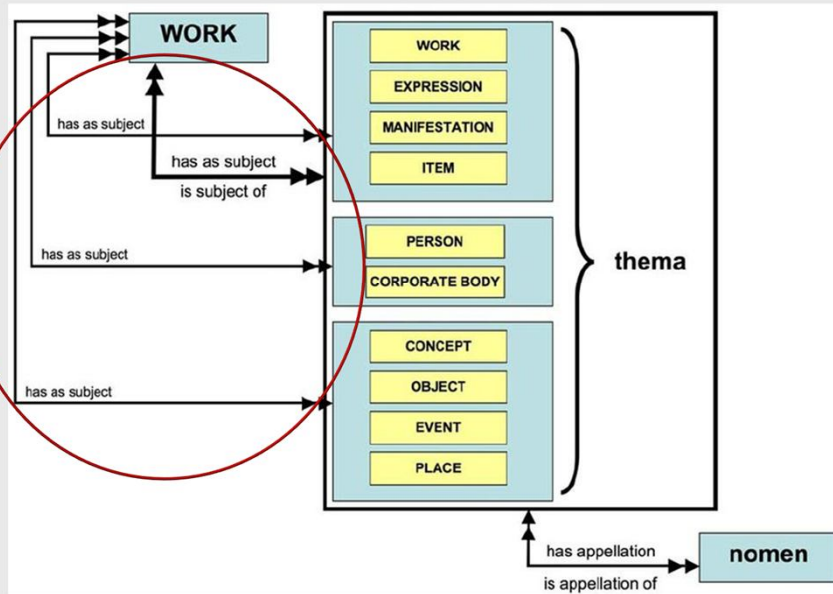 WORK
WORK
EXPRESSION
MANIFESTATION
ITEM
has as subject
has as subject
is subject of
PERSON
CORPORATE BODY
has as subject
thema
CONCEPT
OBJECT
EVENT
PLACE
has as subject
has appellation
is appellation of
nomen